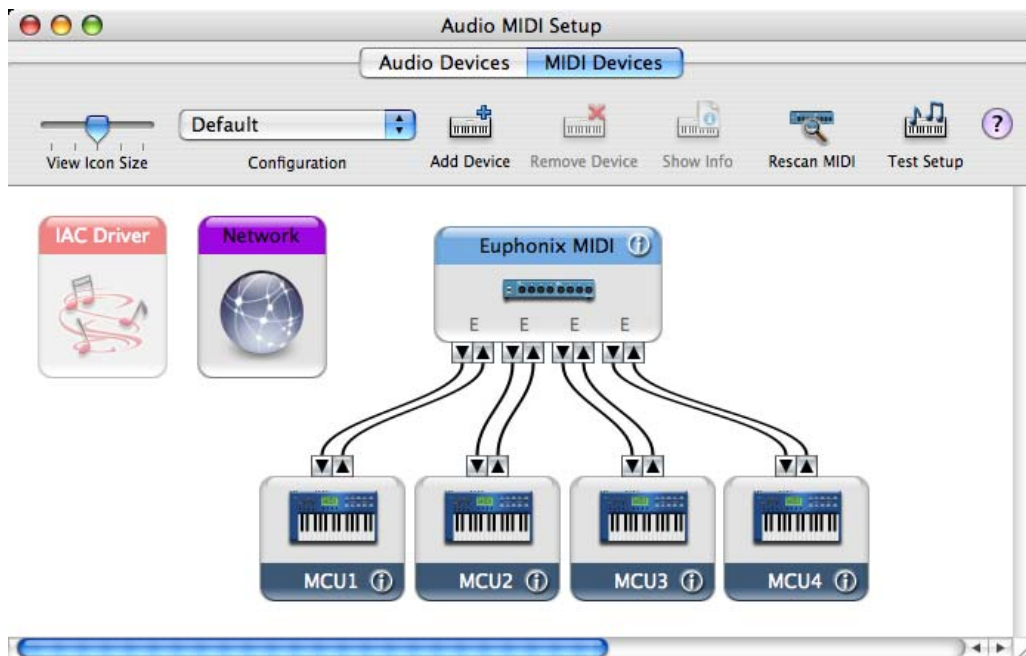 Audio MIDI Setup
Audio Devices MIDI Devices
Default
View Icon Size Configuration Add Device Remove Device Show Info Rescan MIDI Test Setup ?
IAC Driver Network Euphonix MIDI i
E E E E
MCU1 i MCU2 i MCU3 i MCU4 i